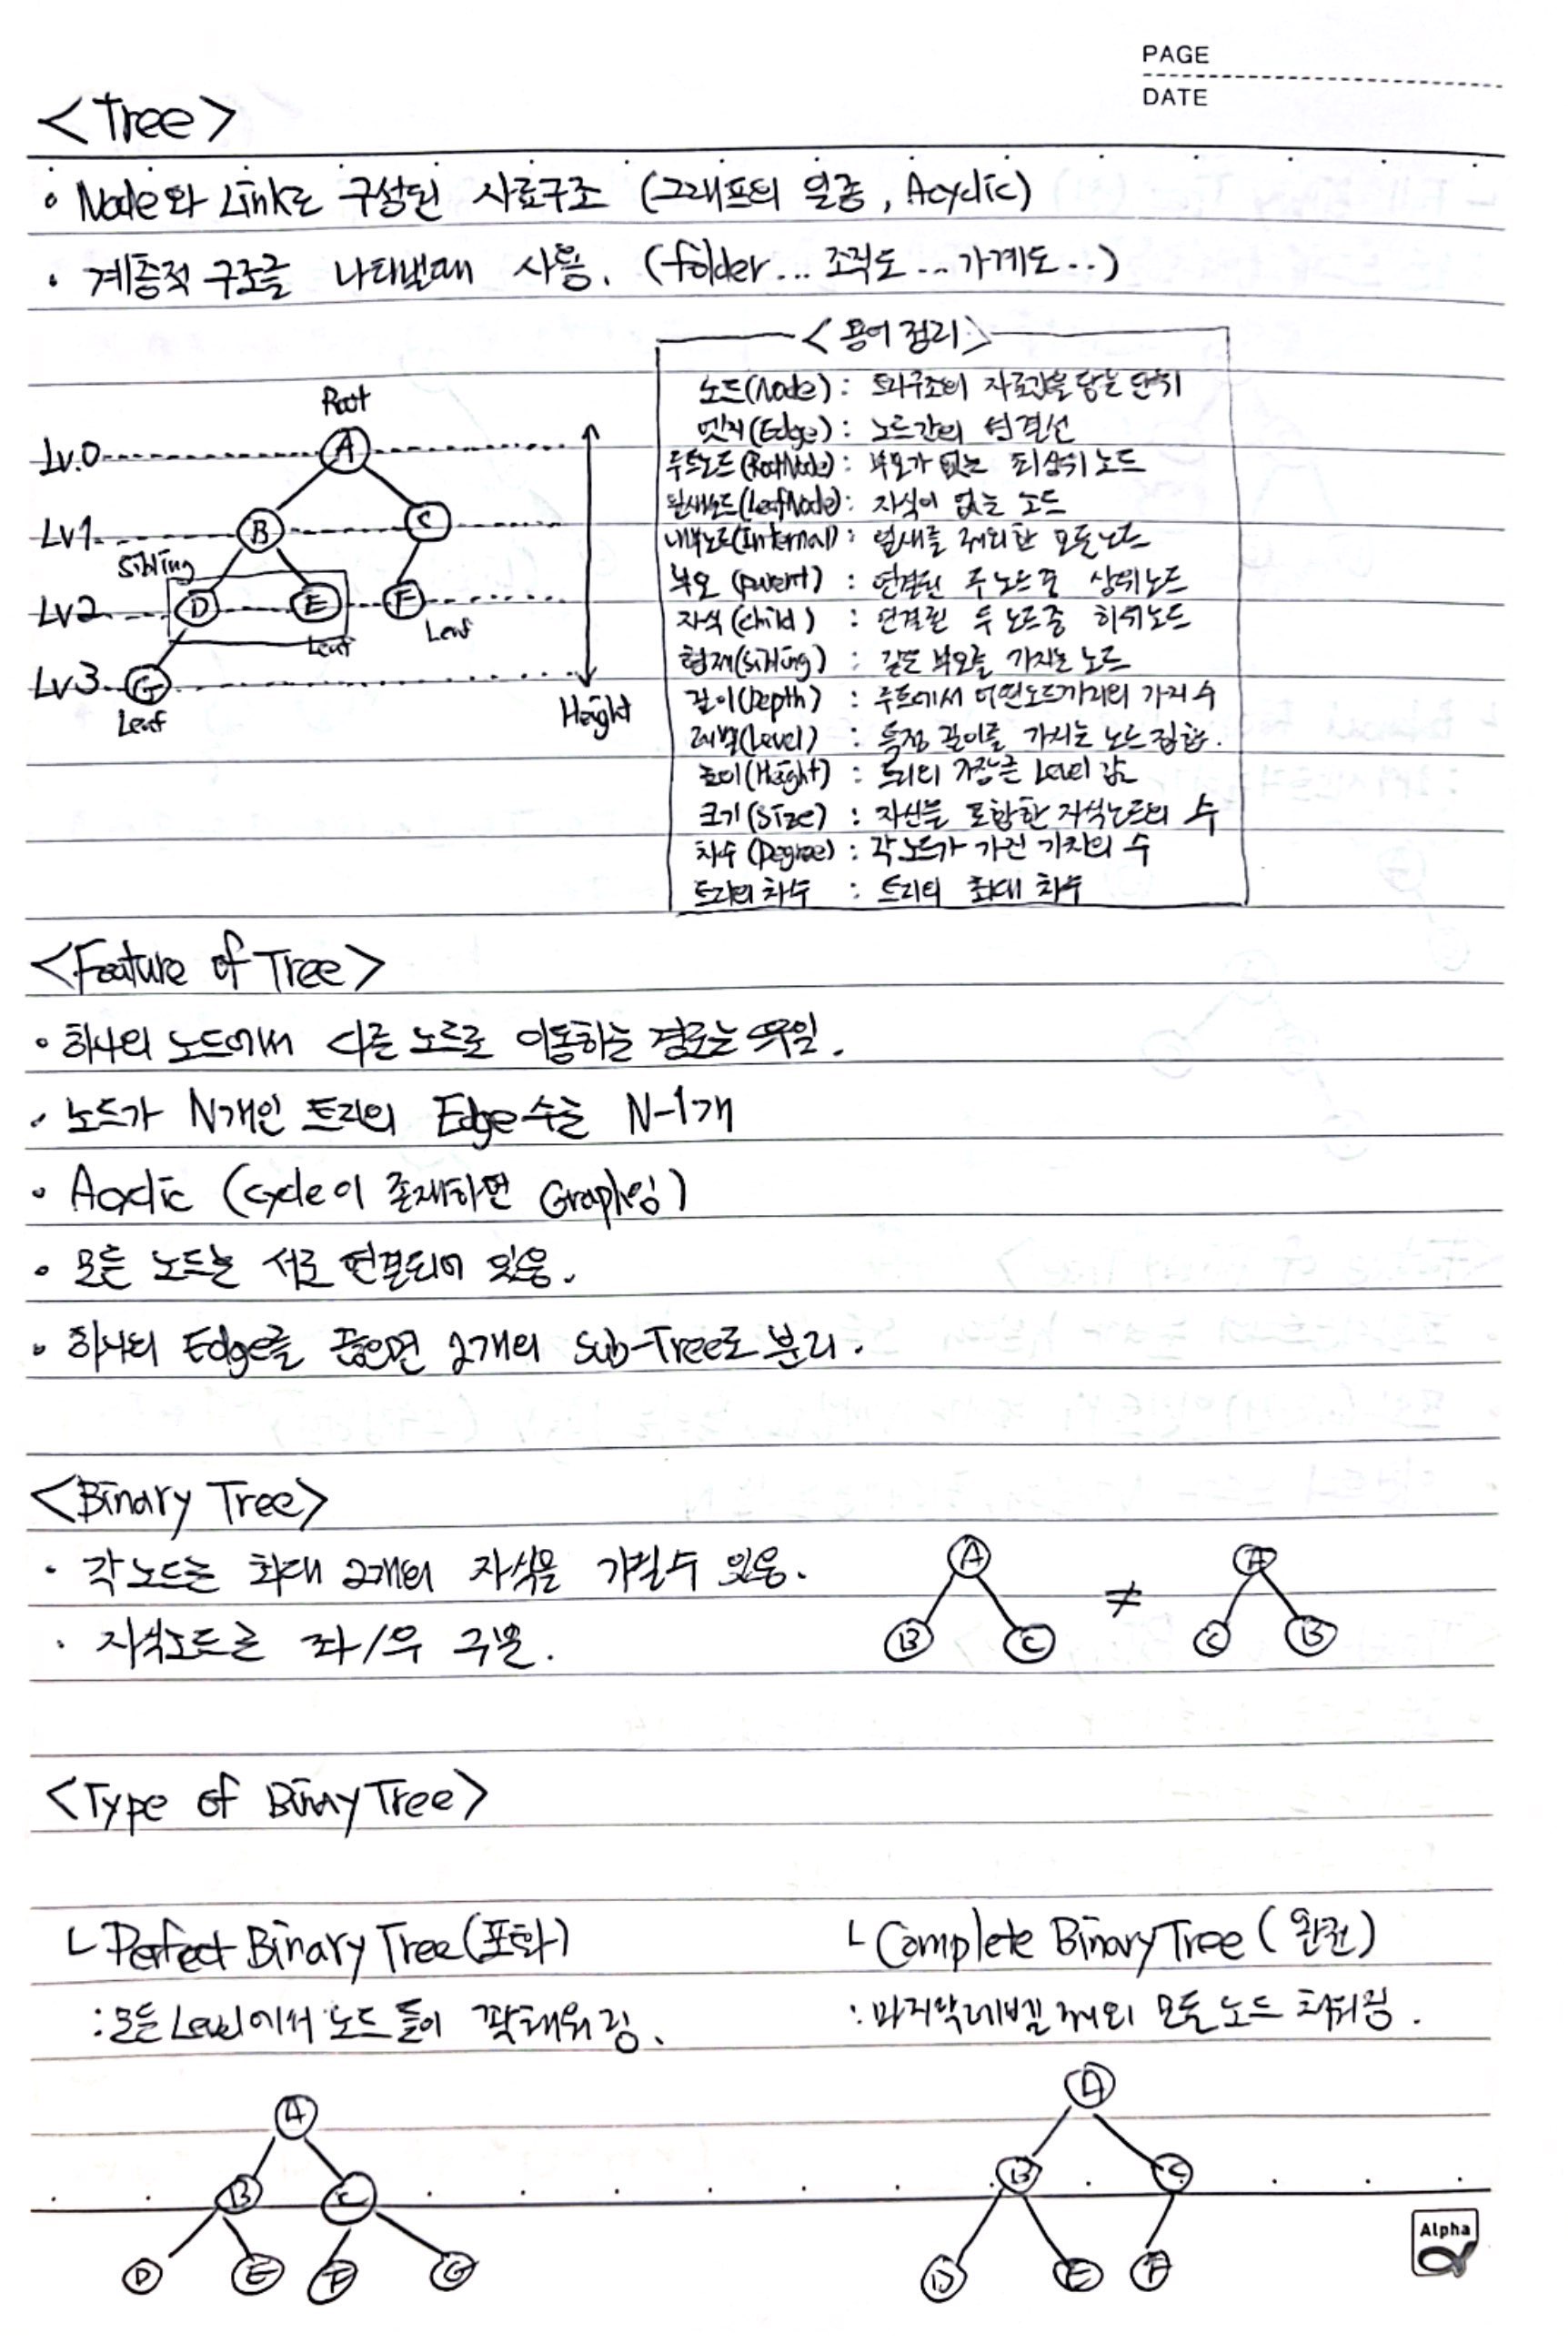 PAGE
DATE
<Tree>
• Node와 Link로 구성된 자료구조 (그래프의 일종, Acyclic)
• 계층적 구조를 나타낼때 사용. (folder... 조직도...가계도..)
<용어 정리>
노드(Node) : 트리구조의 자료값을 담는 단위
엣지(Edge) : 노드간의 연결선
루트노드(RootNode) : 부모가 없는 최상위 노드
잎새노드(LeafNode) : 자식이 없는 노드
내부노드(Internal) : 잎새를 제외한 모든노드
부모 (parent) : 연결된 두 노드 중 상위노드
자식 (child) : 연결된 두 노드중 하위노드
형제(sibling) : 같은 부모를 가지는 노드
깊이(Depth) : 루트에서 어떤노드까지의 가지 수
레벨(Level) : 특정 깊이를 가지는 노드 집합.
높이(Height) : 트리의 가장큰 Level 값
크기(Size) : 자신을 포함한 자식노드의 수
차수 (Degree) : 각 노드가 가진 가지의 수
트리의 차수 : 트리의 최대 차수
Root
Lv.0 A
Lv1. B C
Sibling
Lv2. D E F
Leaf Leaf
Lv3. G
Leaf
Height
<Feature of Tree>
• 하나의 노드에서 다른 노드로 이동하는 경로는 유일.
• 노드가 N개인 트리의 Edge수는 N-1개
• Acyclic (cycle이 존재하면 Graph임)
• 모든 노드는 서로 연결되어 있음.
• 하나의 Edge를 끊으면 2개의 Sub-Tree로 분리.
<Binary Tree>
• 각 노드는 최대 2개의 자식을 가질수 있음.
• 자식노드를 좌/우 구분.
A ≠ A
B C C B
<Type of Binary Tree>
└ Perfect Binary Tree (포화)
: 모든 Level에서 노드들이 꽉채워짐.
A
B C
D E F G
└ Complete Binary Tree (완전)
: 마지막레벨 제외 모든 노드 채워짐.
A
B C
D E F
Alpha